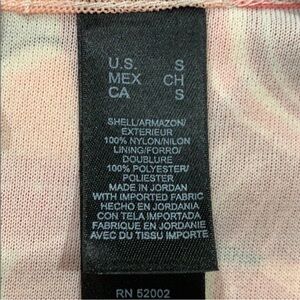 U.S. S
MEX CH
CA S
SHELL/ARMAZON/
EXTERIEUR
100% NYLON/NILON
LINING/FORRO/
DOUBLURE
100% POLYESTER/
POLIESTER
MADE IN JORDAN
WITH IMPORTED FABRIC
HECHO EN JORDANIA
CON TELA IMPORTADA
FABRIQUE EN JORDANIE
AVEC DU TISSU IMPORTE
RN 52002